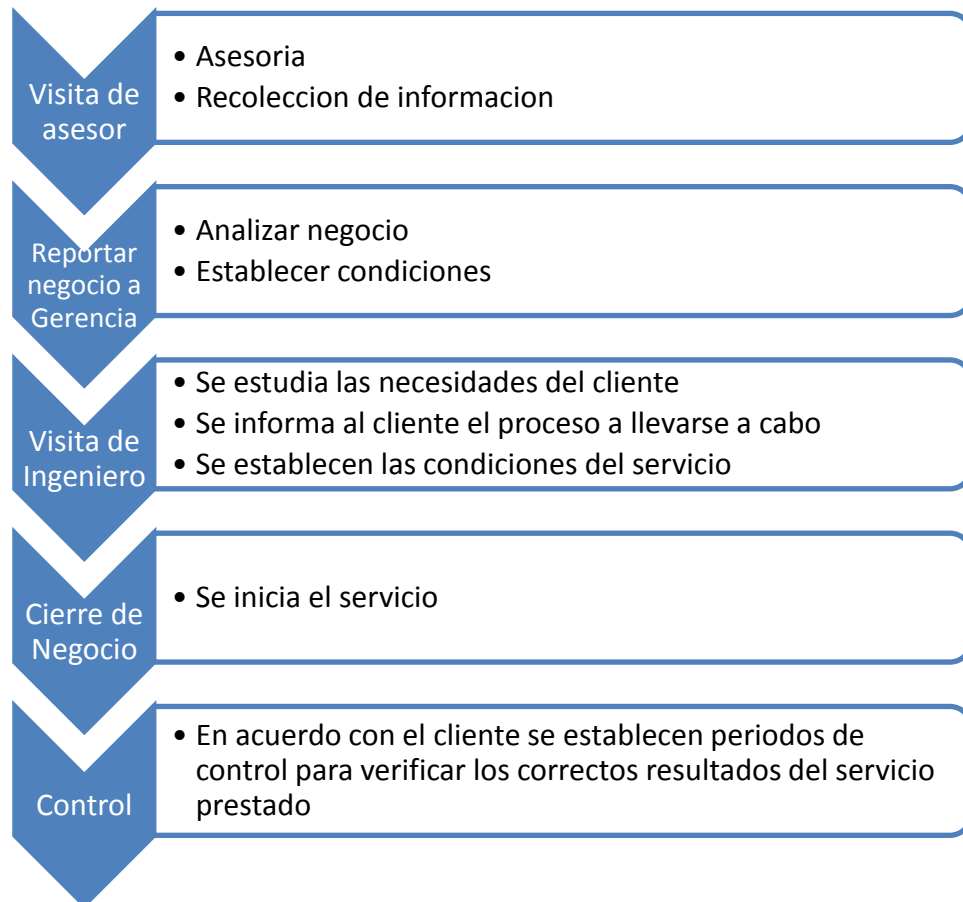 Visita de
asesor
• Asesoria
• Recoleccion de informacion
Reportar
negocio a
Gerencia
• Analizar negocio
• Establecer condiciones
Visita de
Ingeniero
• Se estudia las necesidades del cliente
• Se informa al cliente el proceso a llevarse a cabo
• Se establecen las condiciones del servicio
Cierre de
Negocio
• Se inicia el servicio
Control
• En acuerdo con el cliente se establecen periodos de
control para verificar los correctos resultados del servicio
prestado